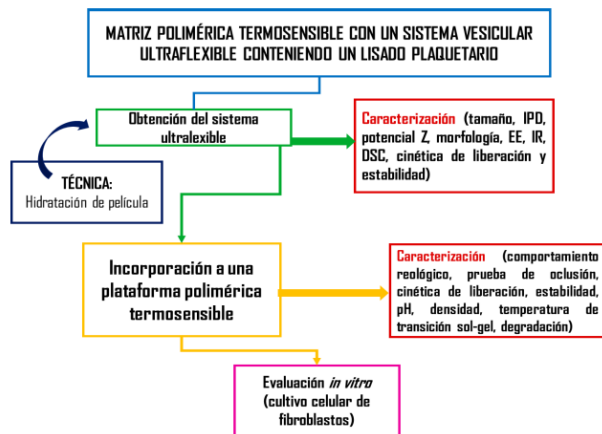 MATRIZ POLIMÉRICA TERMOSENSIBLE CON UN SISTEMA VESICULAR
ULTRAFLEXIBLE CONTENIENDO UN LISADO PLAQUETARIO
Obtención del sistema
ultralexible
Caracterización (tamaño, IPD,
potencial Z, morfología, EE, IR,
DSC, cinética de liberación y
estabilidad)
TÉCNICA:
Hidratación de película
Incorporación a una
plataforma polimérica
termosensible
Caracterización (comportamiento
reológico, prueba de oclusión,
cinética de liberación, estabilidad,
pH, densidad, temperatura de
transición sol-gel, degradación)
Evaluación in vitro
(cultivo celular de
fibroblastos)